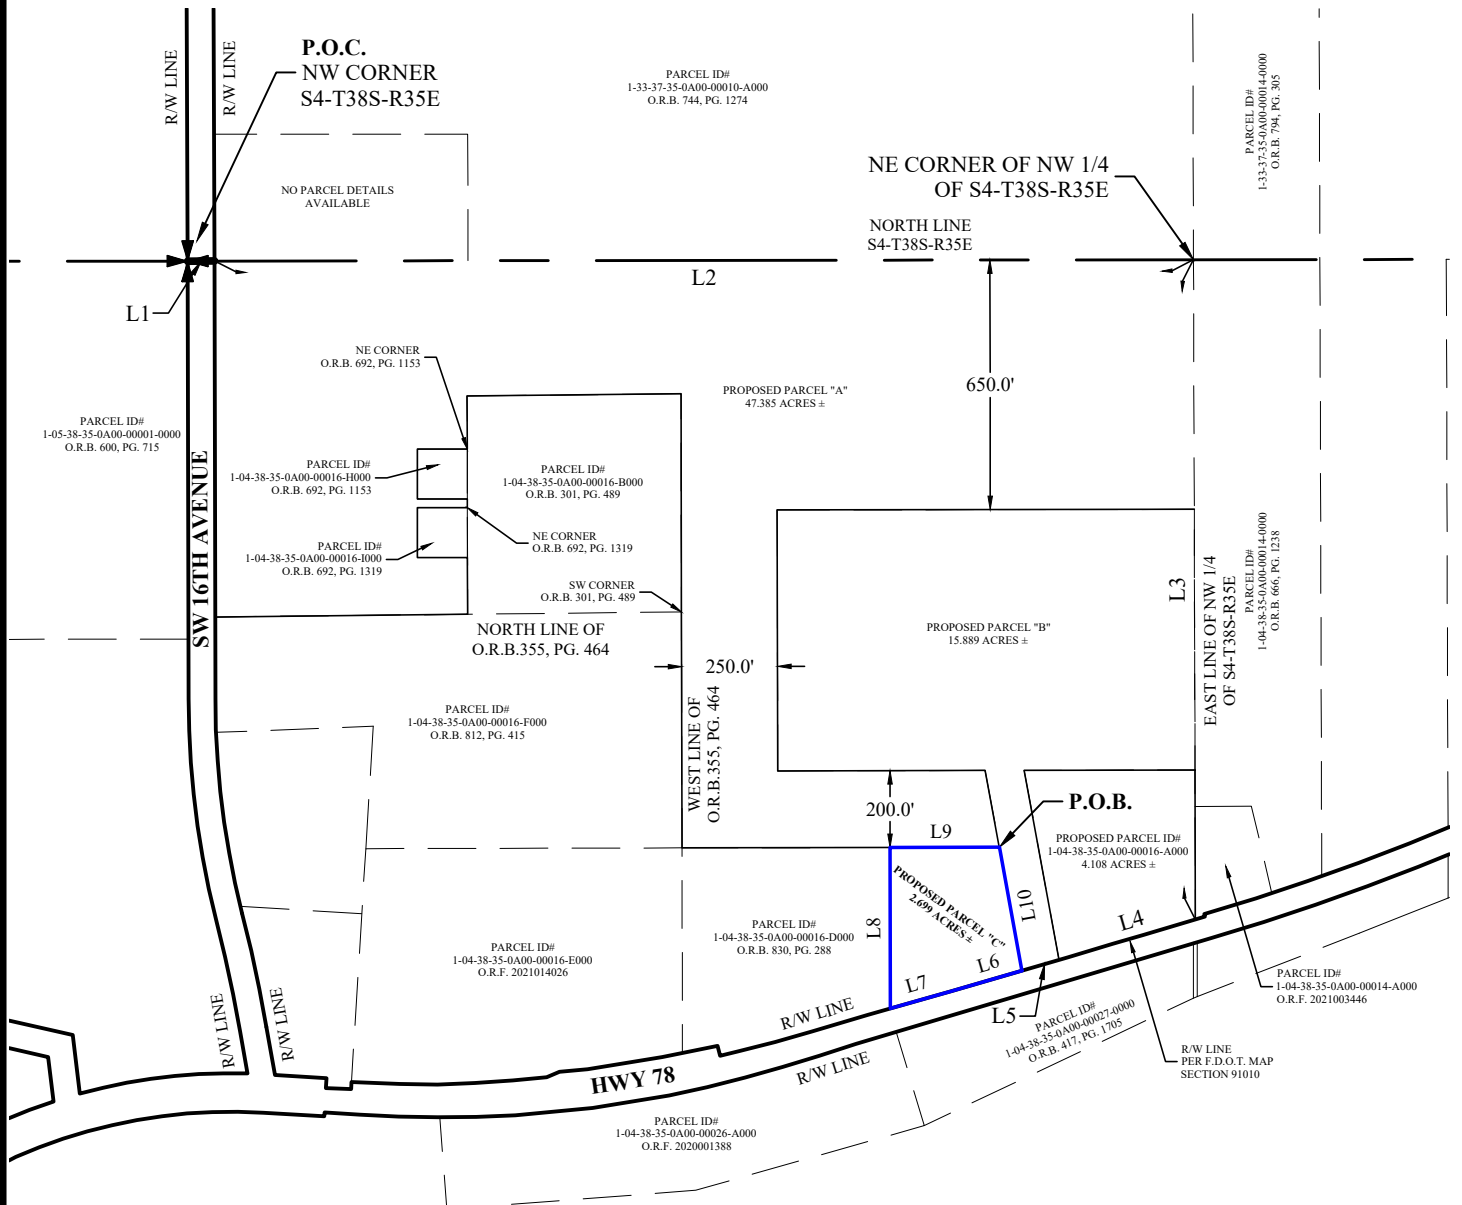 P.O.C.
NW CORNER
S4-T38S-R35E
R/W LINE
R/W LINE
PARCEL ID#
1-33-37-35-0A00-00010-A000
O.R.B. 744, PG. 1274
PARCEL ID#
1-33-37-35-0A00-00014-0000
O.R.B. 794, PG. 305
NO PARCEL DETAILS
AVAILABLE
NE CORNER OF NW 1/4
OF S4-T38S-R35E
NORTH LINE
S4-T38S-R35E
L1
L2
NE CORNER
O.R.B. 692, PG. 1153
PROPOSED PARCEL "A"
47.385 ACRES ±
650.0'
PARCEL ID#
1-05-38-35-0A00-00001-0000
O.R.B. 600, PG. 715
SW 16TH AVENUE
PARCEL ID#
1-04-38-35-0A00-00016-H000
O.R.B. 692, PG. 1153
PARCEL ID#
1-04-38-35-0A00-00016-B000
O.R.B. 301, PG. 489
NE CORNER
O.R.B. 692, PG. 1319
PARCEL ID#
1-04-38-35-0A00-00016-I000
O.R.B. 692, PG. 1319
SW CORNER
O.R.B. 301, PG. 489
L3
EAST LINE OF NW 1/4
OF S4-T38S-R35E
PARCEL ID#
1-04-38-35-0A00-00014-0000
O.R.B. 666, PG. 1238
NORTH LINE OF
O.R.B.355, PG. 464
PROPOSED PARCEL "B"
15.889 ACRES ±
250.0'
WEST LINE OF
O.R.B.355, PG. 464
PARCEL ID#
1-04-38-35-0A00-00016-F000
O.R.B. 812, PG. 415
200.0'
L9
P.O.B.
PROPOSED PARCEL ID#
1-04-38-35-0A00-00016-A000
4.108 ACRES ±
PROPOSED PARCEL "C"
2.699 ACRES ±
L8
L10
L4
L6
L7
L5
PARCEL ID#
1-04-38-35-0A00-00016-D000
O.R.B. 830, PG. 288
PARCEL ID#
1-04-38-35-0A00-00016-E000
O.R.F. 2021014026
PARCEL ID#
1-04-38-35-0A00-00014-A000
O.R.F. 2021003446
R/W LINE
R/W LINE
R/W LINE
R/W LINE
HWY 78
PARCEL ID#
1-04-38-35-0A00-00027-0000
O.R.B. 417, PG. 1705
R/W LINE
PER F.D.O.T. MAP
SECTION 91010
PARCEL ID#
1-04-38-35-0A00-00026-A000
O.R.F. 2020001388